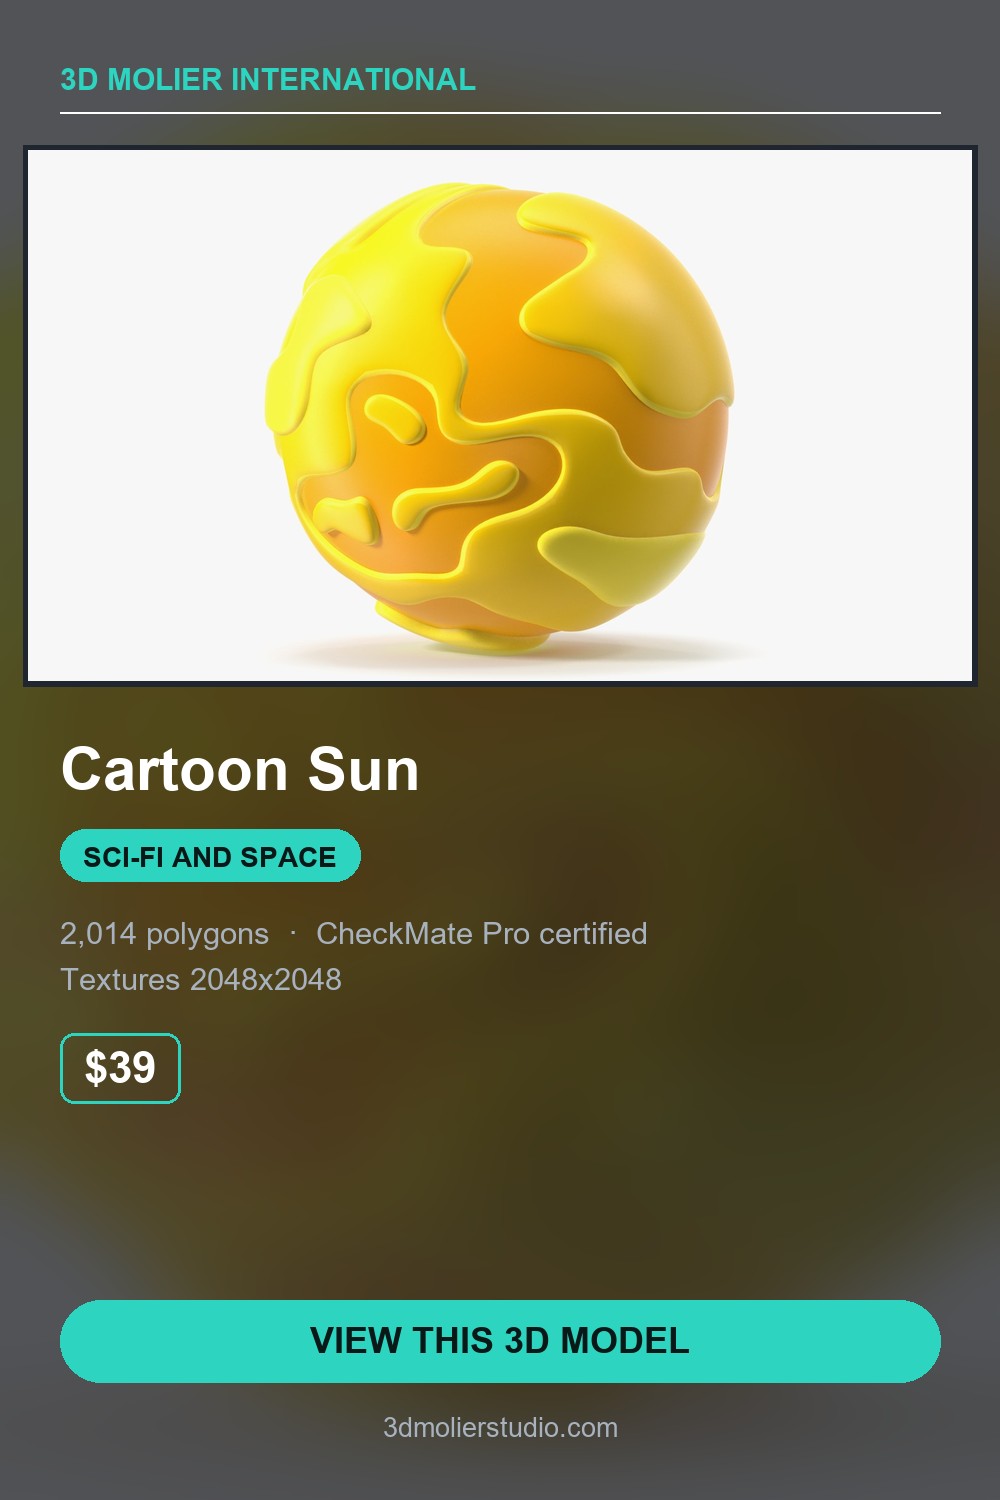 3D MOLIER INTERNATIONAL
Cartoon Sun
SCI-FI AND SPACE
2,014 polygons · CheckMate Pro certified
Textures 2048x2048
$39
VIEW THIS 3D MODEL
3dmolierstudio.com